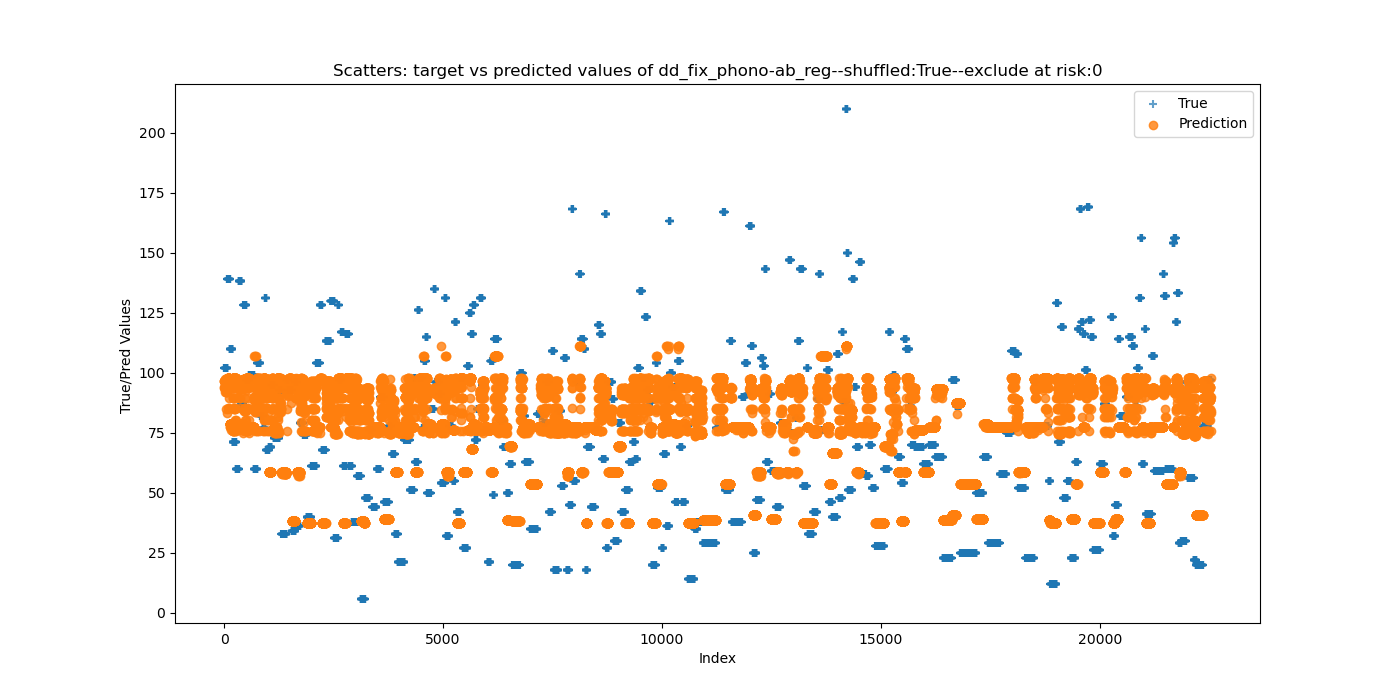 Scatters: target vs predicted values of dd_fix_phono-ab_reg--shuffled:True--exclude at risk:0
True
Prediction
True/Pred Values
200
175
150
125
100
75
50
25
0
0 5000 10000 15000 20000
Index